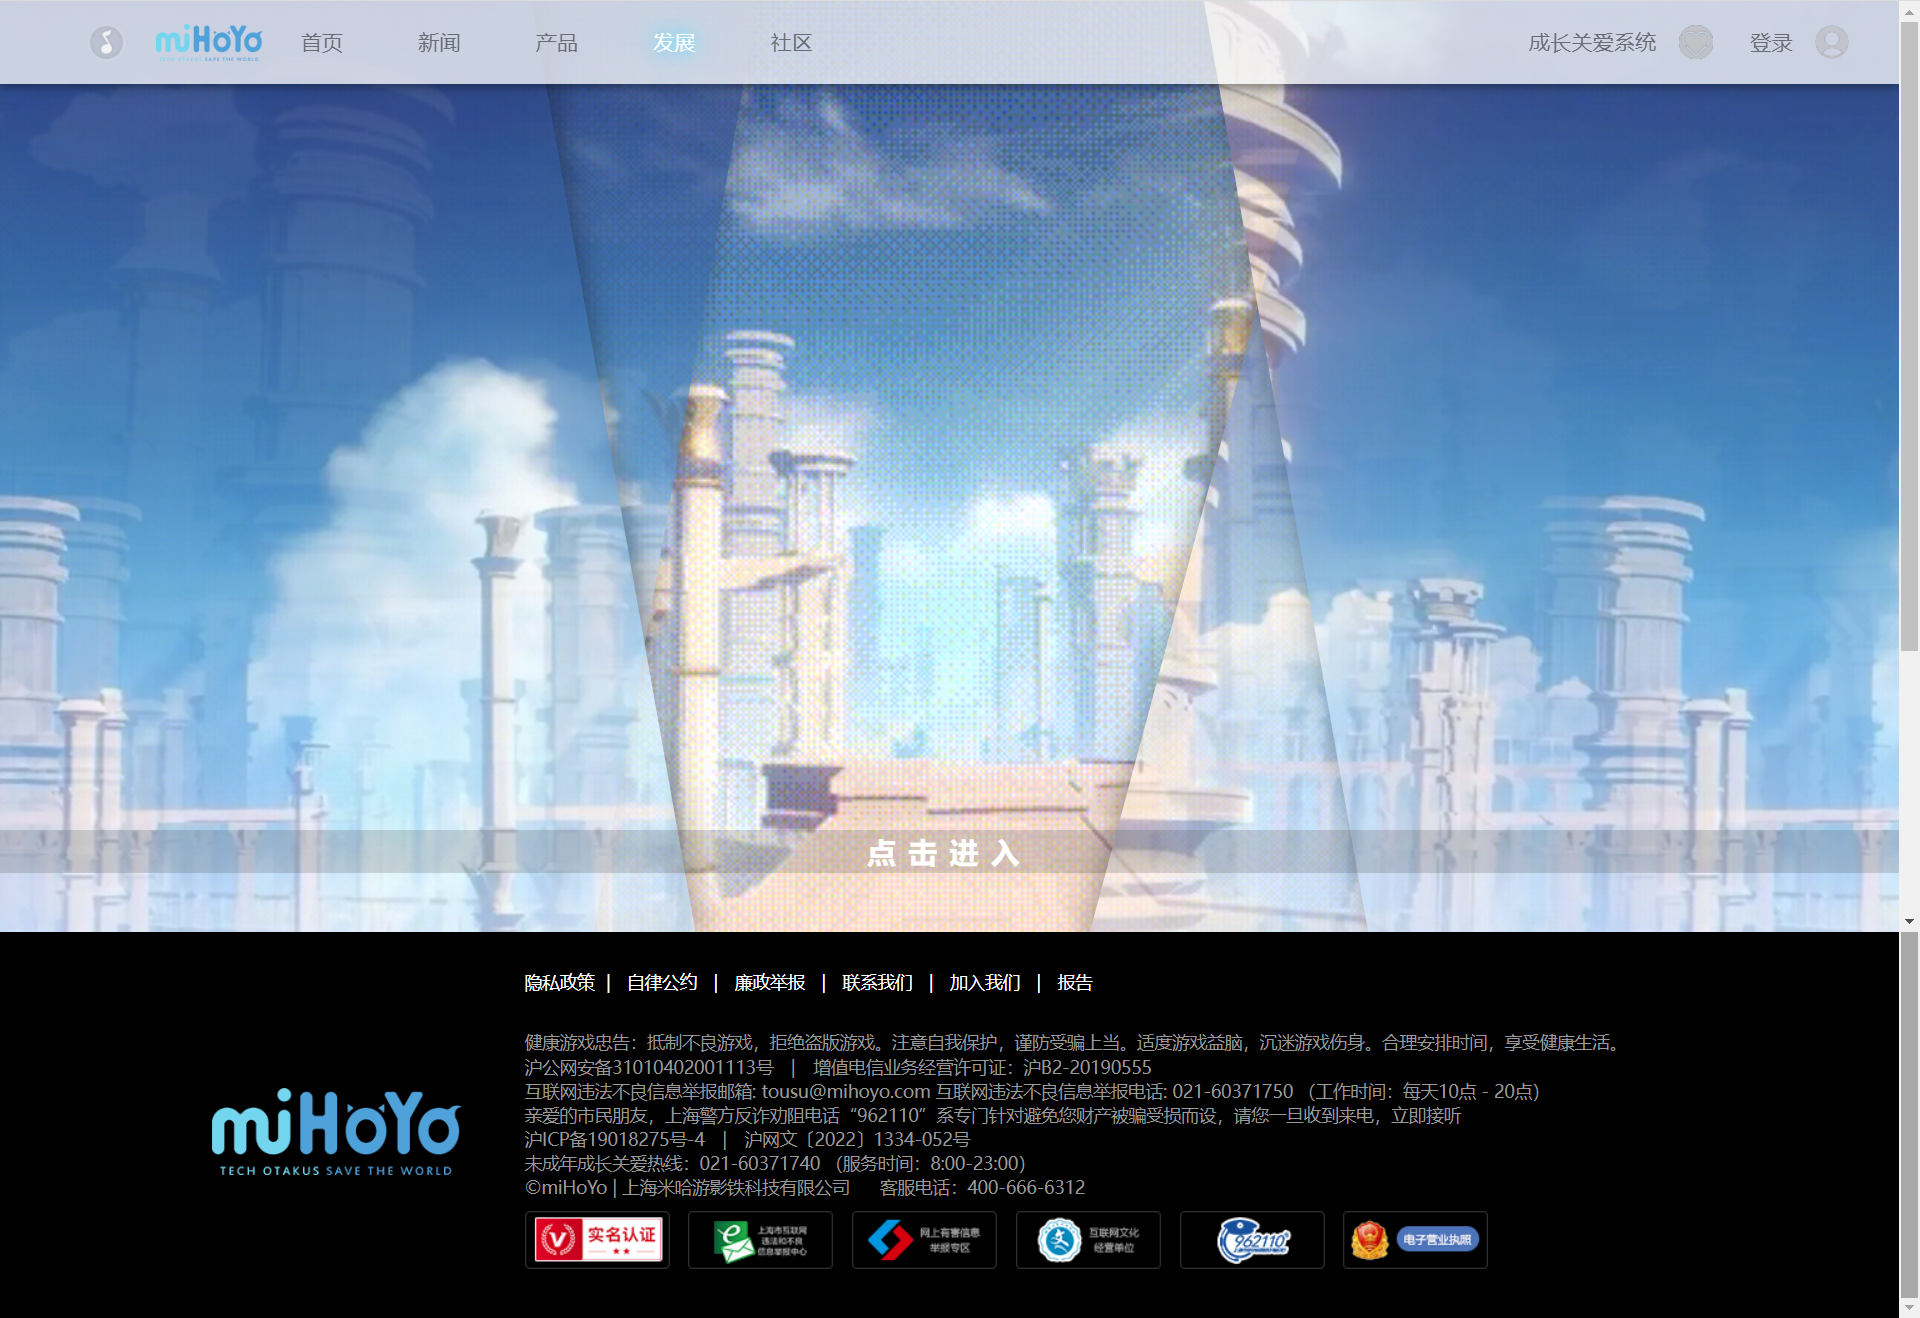 miHoYo
TECH OTAKUS SAVE THE WORLD
首页 新闻 产品 发展 社区 成长关爱系统 登录
点击进入
隐私政策 | 自律公约 | 廉政举报 | 联系我们 | 加入我们 | 报告
健康游戏忠告：抵制不良游戏，拒绝盗版游戏。注意自我保护，谨防受骗上当。适度游戏益脑，沉迷游戏伤身。合理安排时间，享受健康生活。
沪公网安备31010402001113号 | 增值电信业务经营许可证：沪B2-20190555
互联网违法不良信息举报邮箱: tousu@mihoyo.com 互联网违法不良信息举报电话: 021-60371750 （工作时间：每天10点 - 20点）
亲爱的市民朋友，上海警方反诈劝阻电话“962110”系专门针对避免您财产被骗受损而设，请您一旦收到来电，立即接听
沪ICP备19018275号-4 | 沪网文〔2022〕1334-052号
未成年成长关爱热线：021-60371740 （服务时间：8:00-23:00）
©miHoYo | 上海米哈游影铁科技有限公司 客服电话：400-666-6312
miHoYo
TECH OTAKUS SAVE THE WORLD
实名认证
上海市互联网
违法和不良
信息举报中心
网上有害信息
举报专区
互联网文化
经营单位
962110
电子营业执照